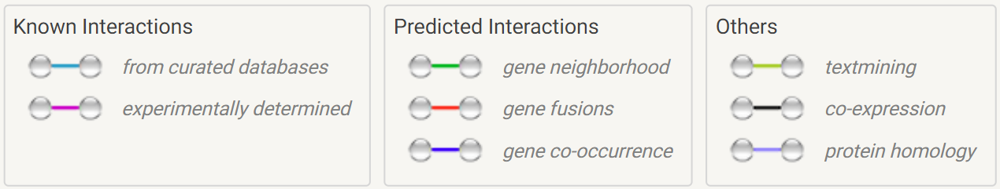 Known Interactions
from curated databases
experimentally determined
Predicted Interactions
gene neighborhood
gene fusions
gene co-occurrence
Others
textmining
co-expression
protein homology